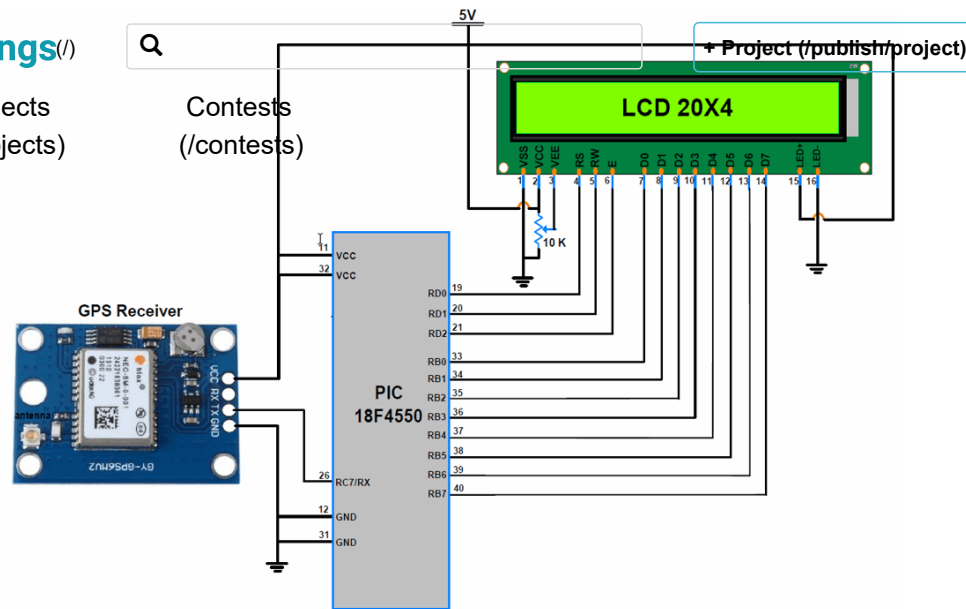 5V
ngs(/)
+ Project (/publish/project)
ects
Contests
jects)
(/contests)
LCD 20X4
VSS VCC VEE RS RW E D0 D1 D2 D3 D4 D5 D6 D7 LED+ LED-
1 2 3 4 5 6 7 8 9 10 11 12 13 14 15 16
10 K
11 VCC
32 VCC
RD0 19
RD1 20
RD2 21
GPS Receiver
RB0 33
RB1 34
RB2 35
RB3 36
RB4 37
RB5 38
RB6 39
RB7 40
PIC
18F4550
VCC RX TX GND
antenna
GY-GPS6MV2
26 RC7/RX
12 GND
31 GND